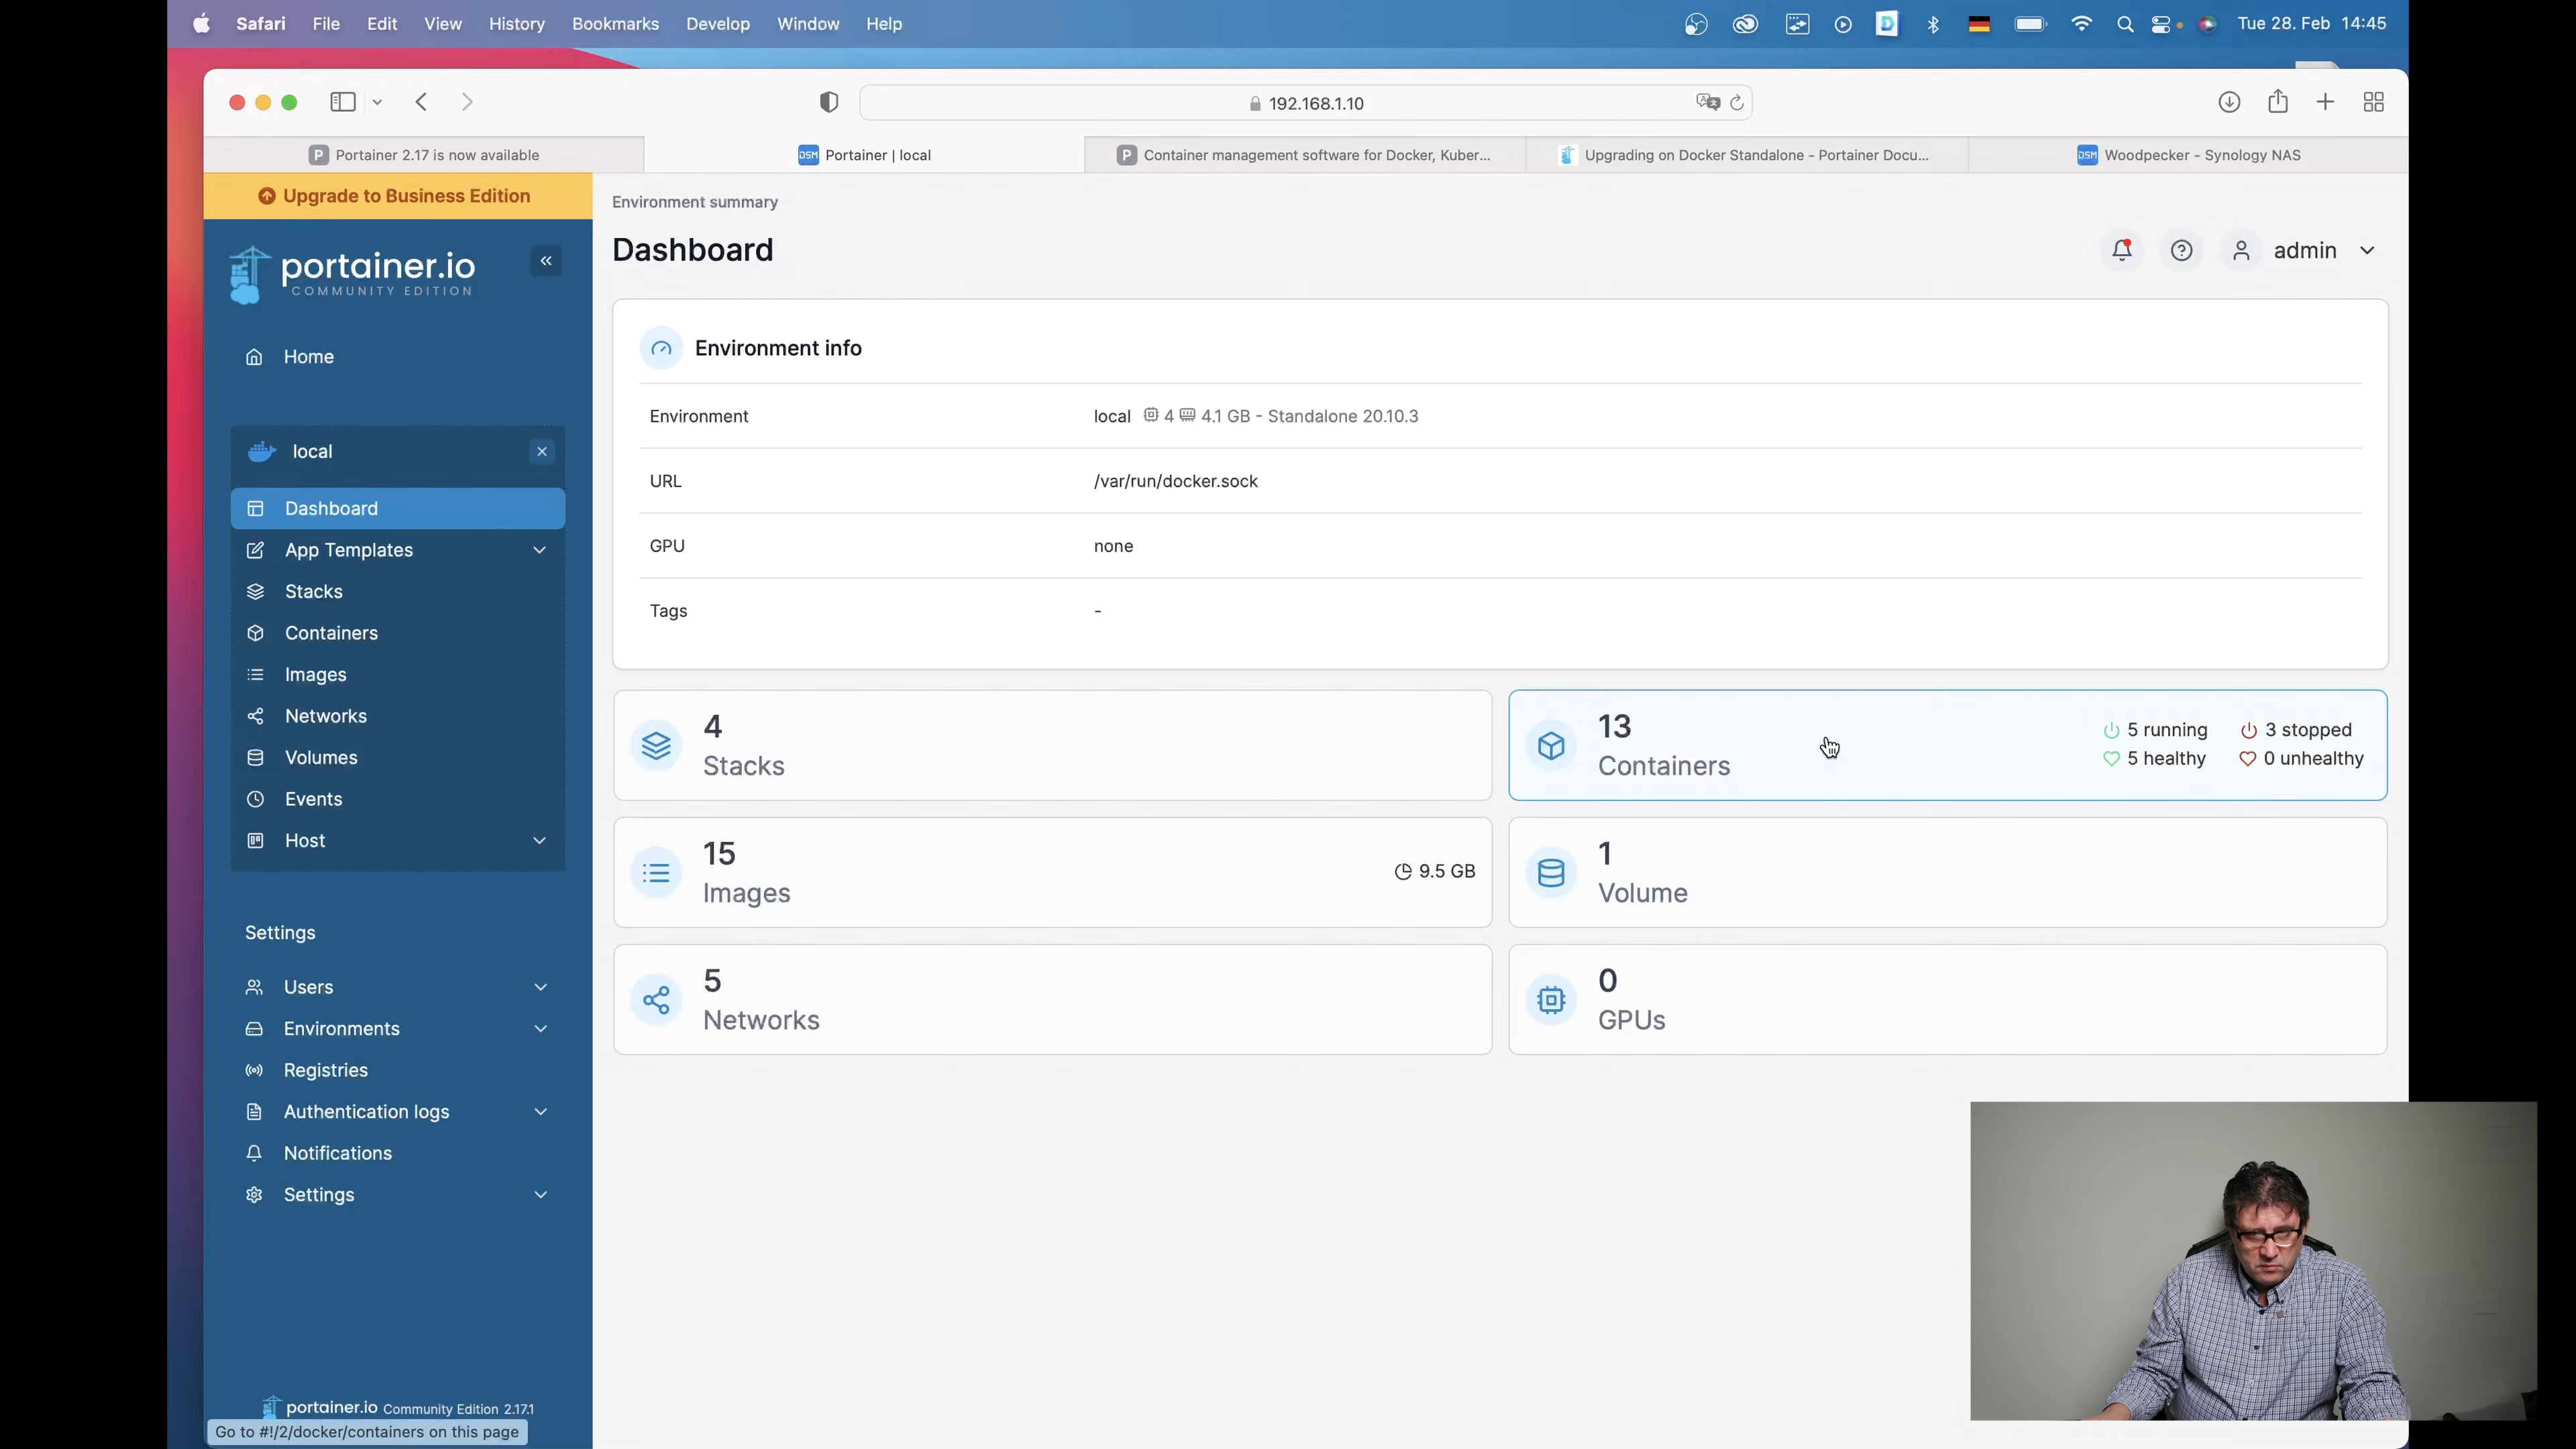 Safari File Edit View History Bookmarks Develop Window Help
Tue 28. Feb 14:45
192.168.1.10
Portainer 2.17 is now available
DSM Portainer | local
Container management software for Docker, Kuber...
Upgrading on Docker Standalone - Portainer Docu...
DSM Woodpecker - Synology NAS
Upgrade to Business Edition
portainer.io
COMMUNITY EDITION
Home
local
Dashboard
App Templates
Stacks
Containers
Images
Networks
Volumes
Events
Host
Settings
Users
Environments
Registries
Authentication logs
Notifications
Settings
portainer.io Community Edition 2.17.1
Go to #!/2/docker/containers on this page
Environment summary
Dashboard
admin
Environment info
Environment local 4 4.1 GB - Standalone 20.10.3
URL /var/run/docker.sock
GPU none
Tags -
4
Stacks
13
Containers
5 running 3 stopped
5 healthy 0 unhealthy
15
Images
9.5 GB
1
Volume
5
Networks
0
GPUs